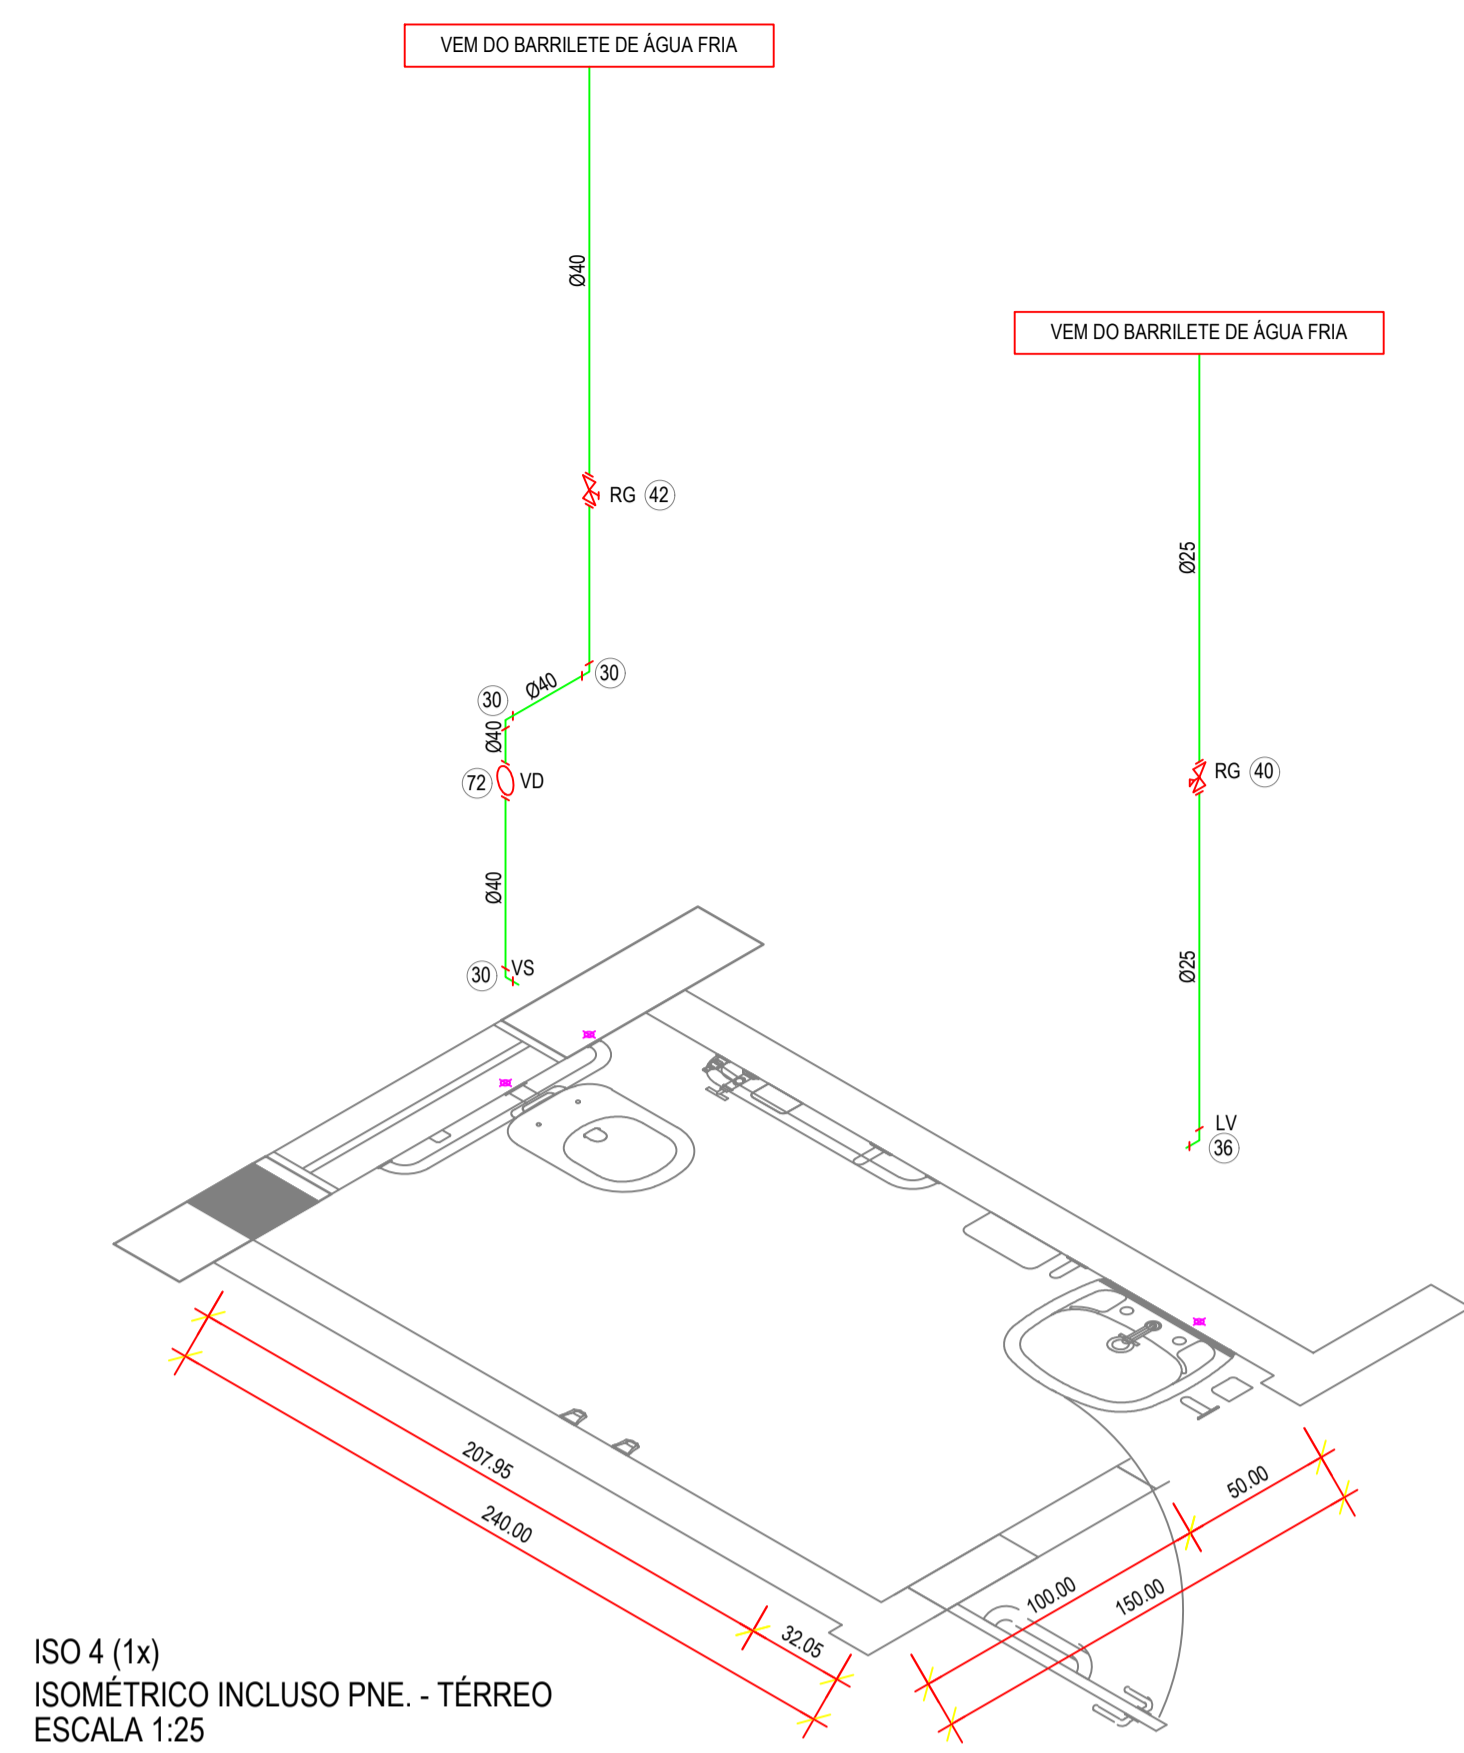 VEM DO BARRILETE DE ÁGUA FRIA
Ø40
VEM DO BARRILETE DE ÁGUA FRIA
RG 42
Ø25
30
Ø40
30
Ø40
72 VD
RG 40
Ø40
30 VS
Ø25
LV
36
207.95
240.00
32.05
50.00
100.00
150.00
ISO 4 (1x)
ISOMÉTRICO INCLUSO PNE. - TÉRREO
ESCALA 1:25